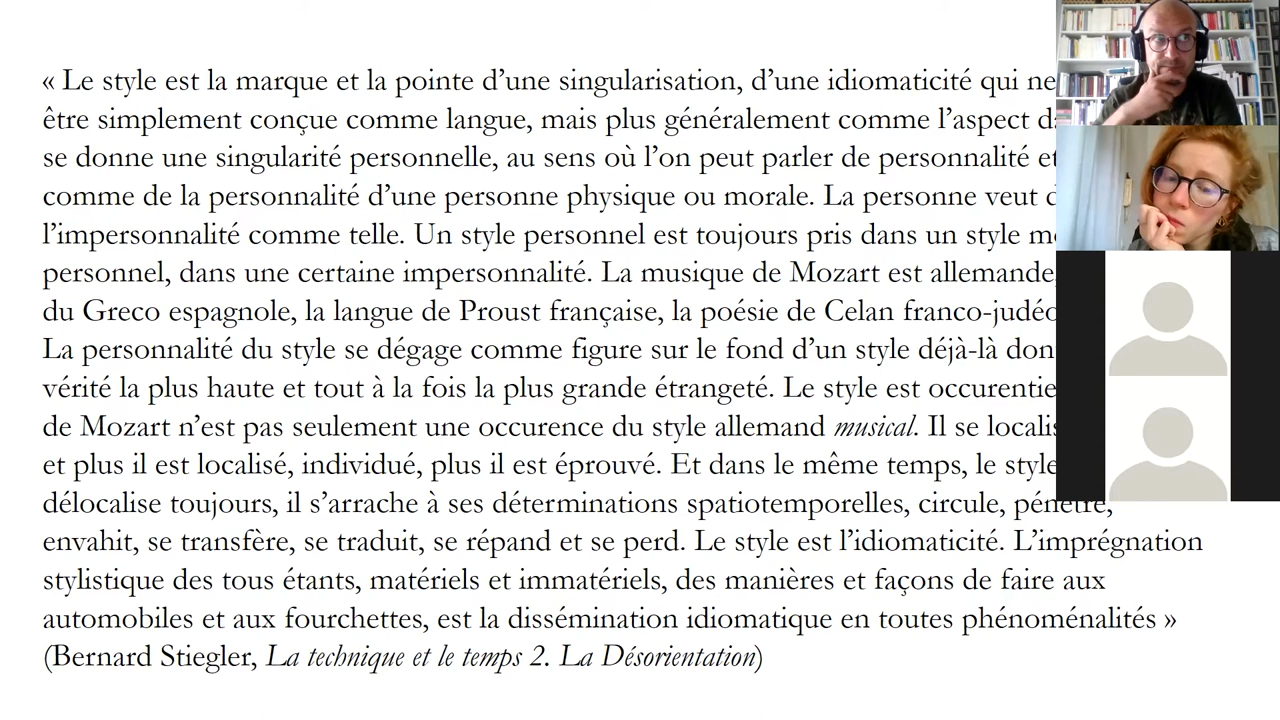 « Le style est la marque et la pointe d’une singularisation, d’une idiomaticité qui ne
être simplement conçue comme langue, mais plus généralement comme l’aspect
se donne une singularité personnelle, au sens où l’on peut parler de personnalité
comme de la personnalité d’une personne physique ou morale. La personne veut
l’impersonnalité comme telle. Un style personnel est toujours pris dans un style
personnel, dans une certaine impersonnalité. La musique de Mozart est allemande,
du Greco espagnole, la langue de Proust française, la poésie de Celan
La personnalité du style se dégage comme figure sur le fond d’un style déjà-là
vérité la plus haute et tout à la fois la plus grande étrangeté. Le style est
de Mozart n’est pas seulement une occurence du style allemand musical. Il se
et plus il est localisé, individué, plus il est éprouvé. Et dans le même temps, le style
délocalise toujours, il s’arrache à ses déterminations spatiotemporelles, circule, pénètre,
envahit, se transfère, se traduit, se répand et se perd. Le style est l’idiomaticité. L’imprégnation
stylistique des tous étants, matériels et immatériels, des manières et façons de faire aux
automobiles et aux fourchettes, est la dissémination idiomatique en toutes phénoménalités »
(Bernard Stiegler, La technique et le temps 2. La Désorientation)